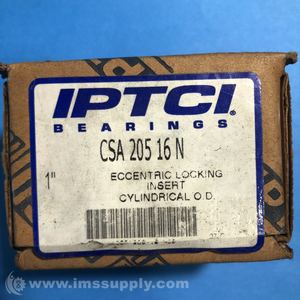 IPTCI
BEARINGS
CSA 205 16 N
1"
ECCENTRIC LOCKING
INSERT
CYLINDRICAL O.D.
© www.imssupply.com